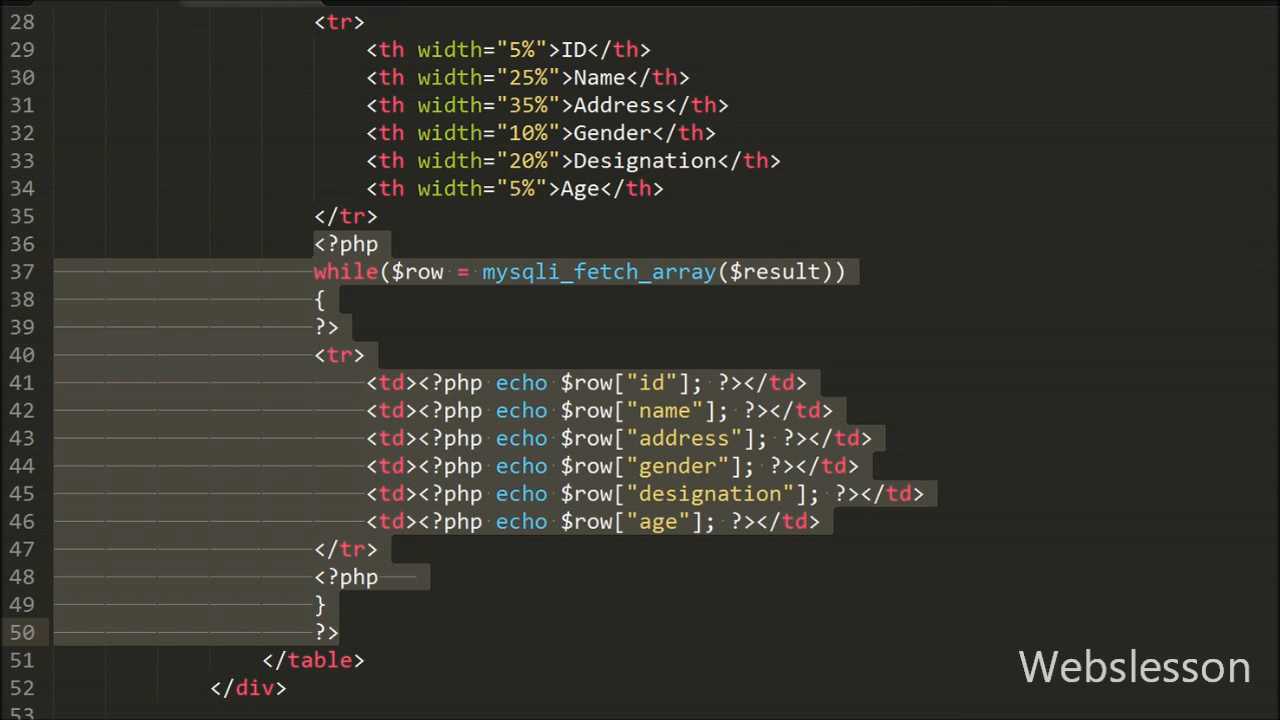 28 <tr>
29 <th width="5%">ID</th>
30 <th width="25%">Name</th>
31 <th width="35%">Address</th>
32 <th width="10%">Gender</th>
33 <th width="20%">Designation</th>
34 <th width="5%">Age</th>
35 </tr>
36 <?php
37 while($row = mysqli_fetch_array($result))
38 {
39 ?>
40 <tr>
41 <td><?php echo $row["id"]; ?></td>
42 <td><?php echo $row["name"]; ?></td>
43 <td><?php echo $row["address"]; ?></td>
44 <td><?php echo $row["gender"]; ?></td>
45 <td><?php echo $row["designation"]; ?></td>
46 <td><?php echo $row["age"]; ?></td>
47 </tr>
48 <?php
49 }
50 ?>
51 </table>
52 </div>
53
Webslesson